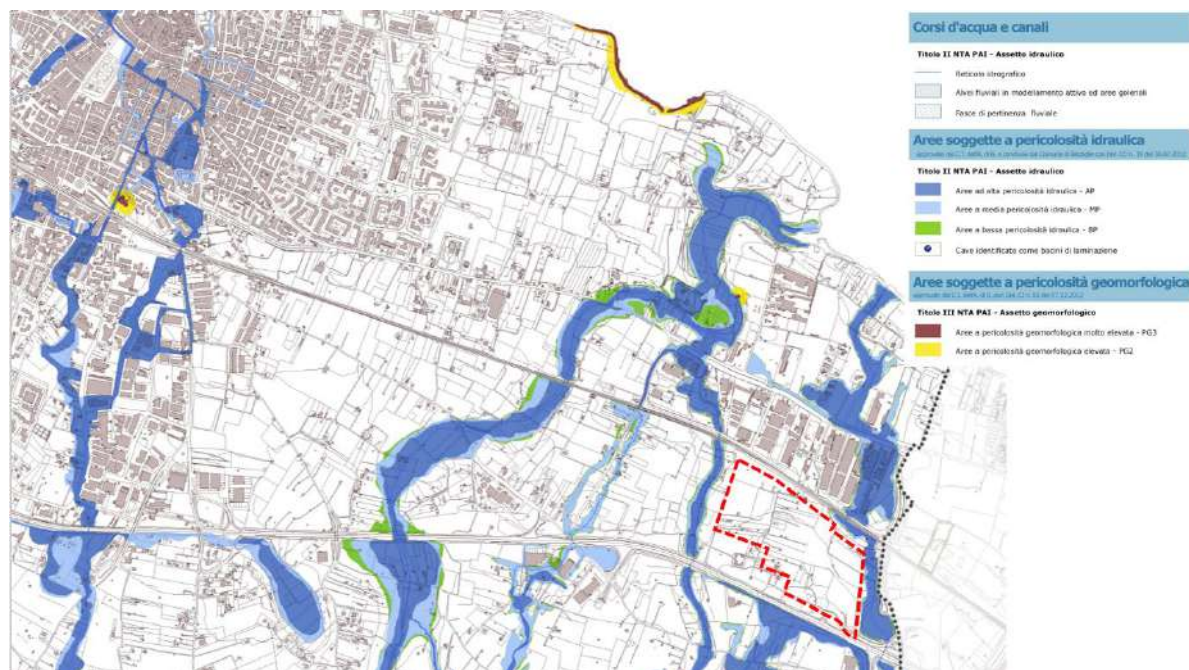 Corsi d'acqua e canali
Titolo II NTA PAI - Assetto idraulico
Reticolo idrografico
Alvei fluviali in modellamento attivo ed aree golenali
Fasce di pertinenza fluviale
Aree soggette a pericolosità idraulica
Titolo II NTA PAI - Assetto idraulico
Aree ad alta pericolosità idraulica - AP
Aree a media pericolosità idraulica - MP
Aree a bassa pericolosità idraulica - BP
Cave identificate come bacini di laminazione
Aree soggette a pericolosità geomorfologica
Titolo III NTA PAI - Assetto geomorfologico
Aree a pericolosità geomorfologica molto elevata - PG3
Aree a pericolosità geomorfologica elevata - PG2